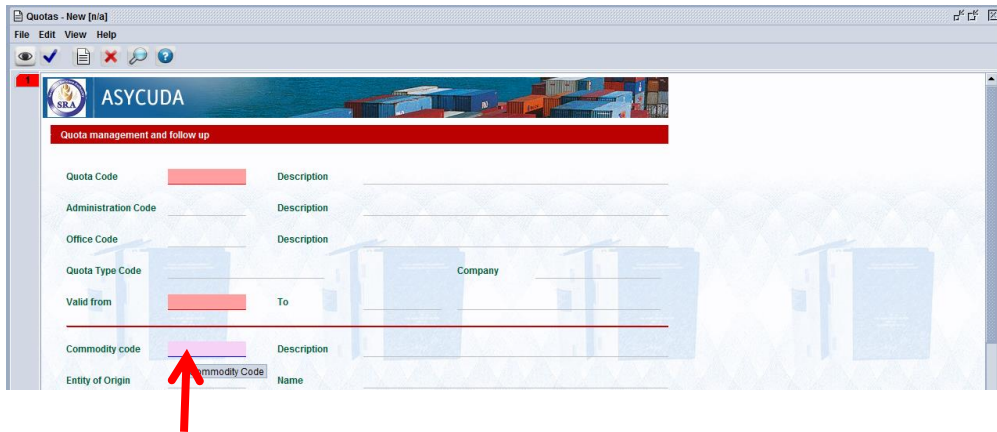 Quotas - New [n/a]
File Edit View Help
1
SRA ASYCUDA
Quota management and follow up
Quota Code Description
Administration Code Description
Office Code Description
Quota Type Code Company
Valid from To
Commodity code Description
ommodity Code
Entity of Origin Name